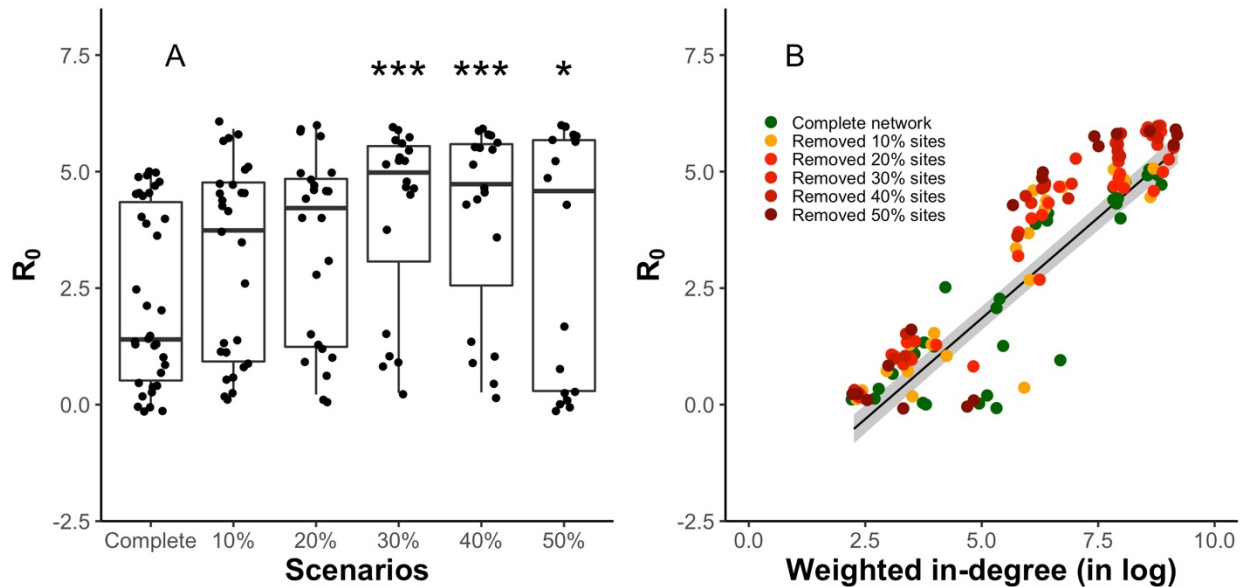 A
7.5
5.0
2.5
0.0
-2.5
R0
*** *** *
Complete 10% 20% 30% 40% 50%
Scenarios
B
7.5
5.0
2.5
0.0
-2.5
R0
Complete network
Removed 10% sites
Removed 20% sites
Removed 30% sites
Removed 40% sites
Removed 50% sites
0.0 2.5 5.0 7.5 10.0
Weighted in-degree (in log)